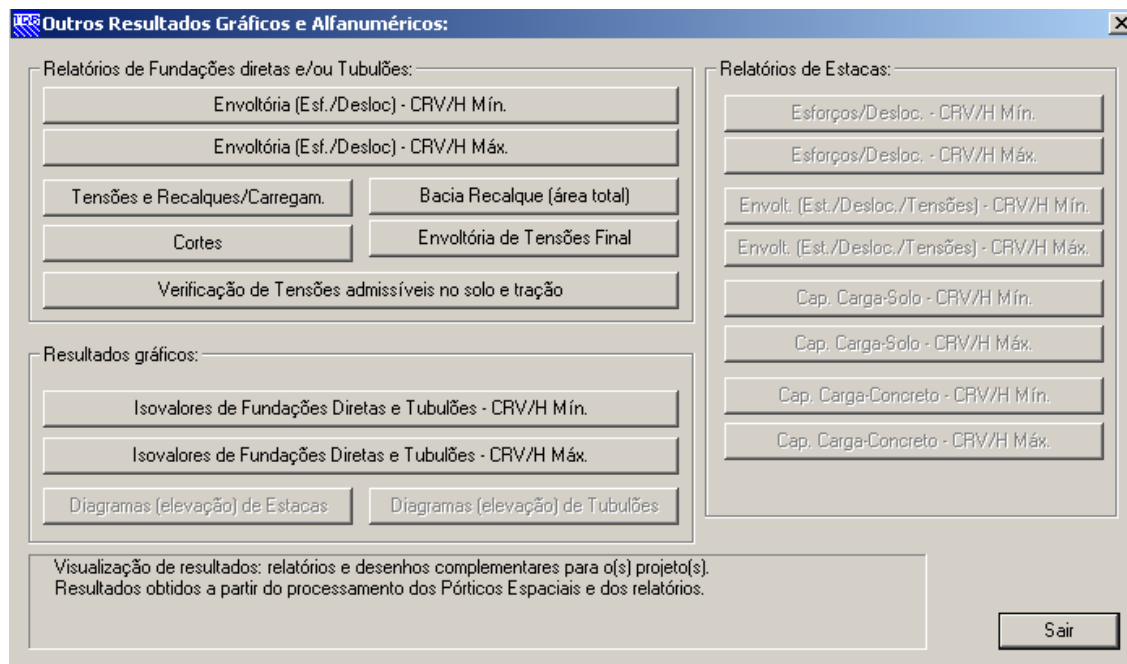 Outros Resultados Gráficos e Alfanuméricos:
Relatórios de Fundações diretas e/ou Tubulões:
Envoltória (Esf./Desloc) - CRV/H Mín.
Envoltória (Esf./Desloc) - CRV/H Máx.
Tensões e Recalques/Carregam.
Bacia Recalque (área total)
Cortes
Envoltória de Tensões Final
Verificação de Tensões admissíveis no solo e tração
Resultados gráficos:
Isovalores de Fundações Diretas e Tubulões - CRV/H Mín.
Isovalores de Fundações Diretas e Tubulões - CRV/H Máx.
Diagramas (elevação) de Estacas
Diagramas (elevação) de Tubulões
Relatórios de Estacas:
Esforços/Desloc. - CRV/H Mín.
Esforços/Desloc. - CRV/H Máx.
Envolt. (Est./Desloc./Tensões) - CRV/H Mín.
Envolt. (Est./Desloc./Tensões) - CRV/H Máx.
Cap. Carga-Solo - CRV/H Mín.
Cap. Carga-Solo - CRV/H Máx.
Cap. Carga-Concreto - CRV/H Mín.
Cap. Carga-Concreto - CRV/H Máx.
Visualização de resultados: relatórios e desenhos complementares para o(s) projeto(s).
Resultados obtidos a partir do processamento dos Pórticos Espaciais e dos relatórios.
Sair